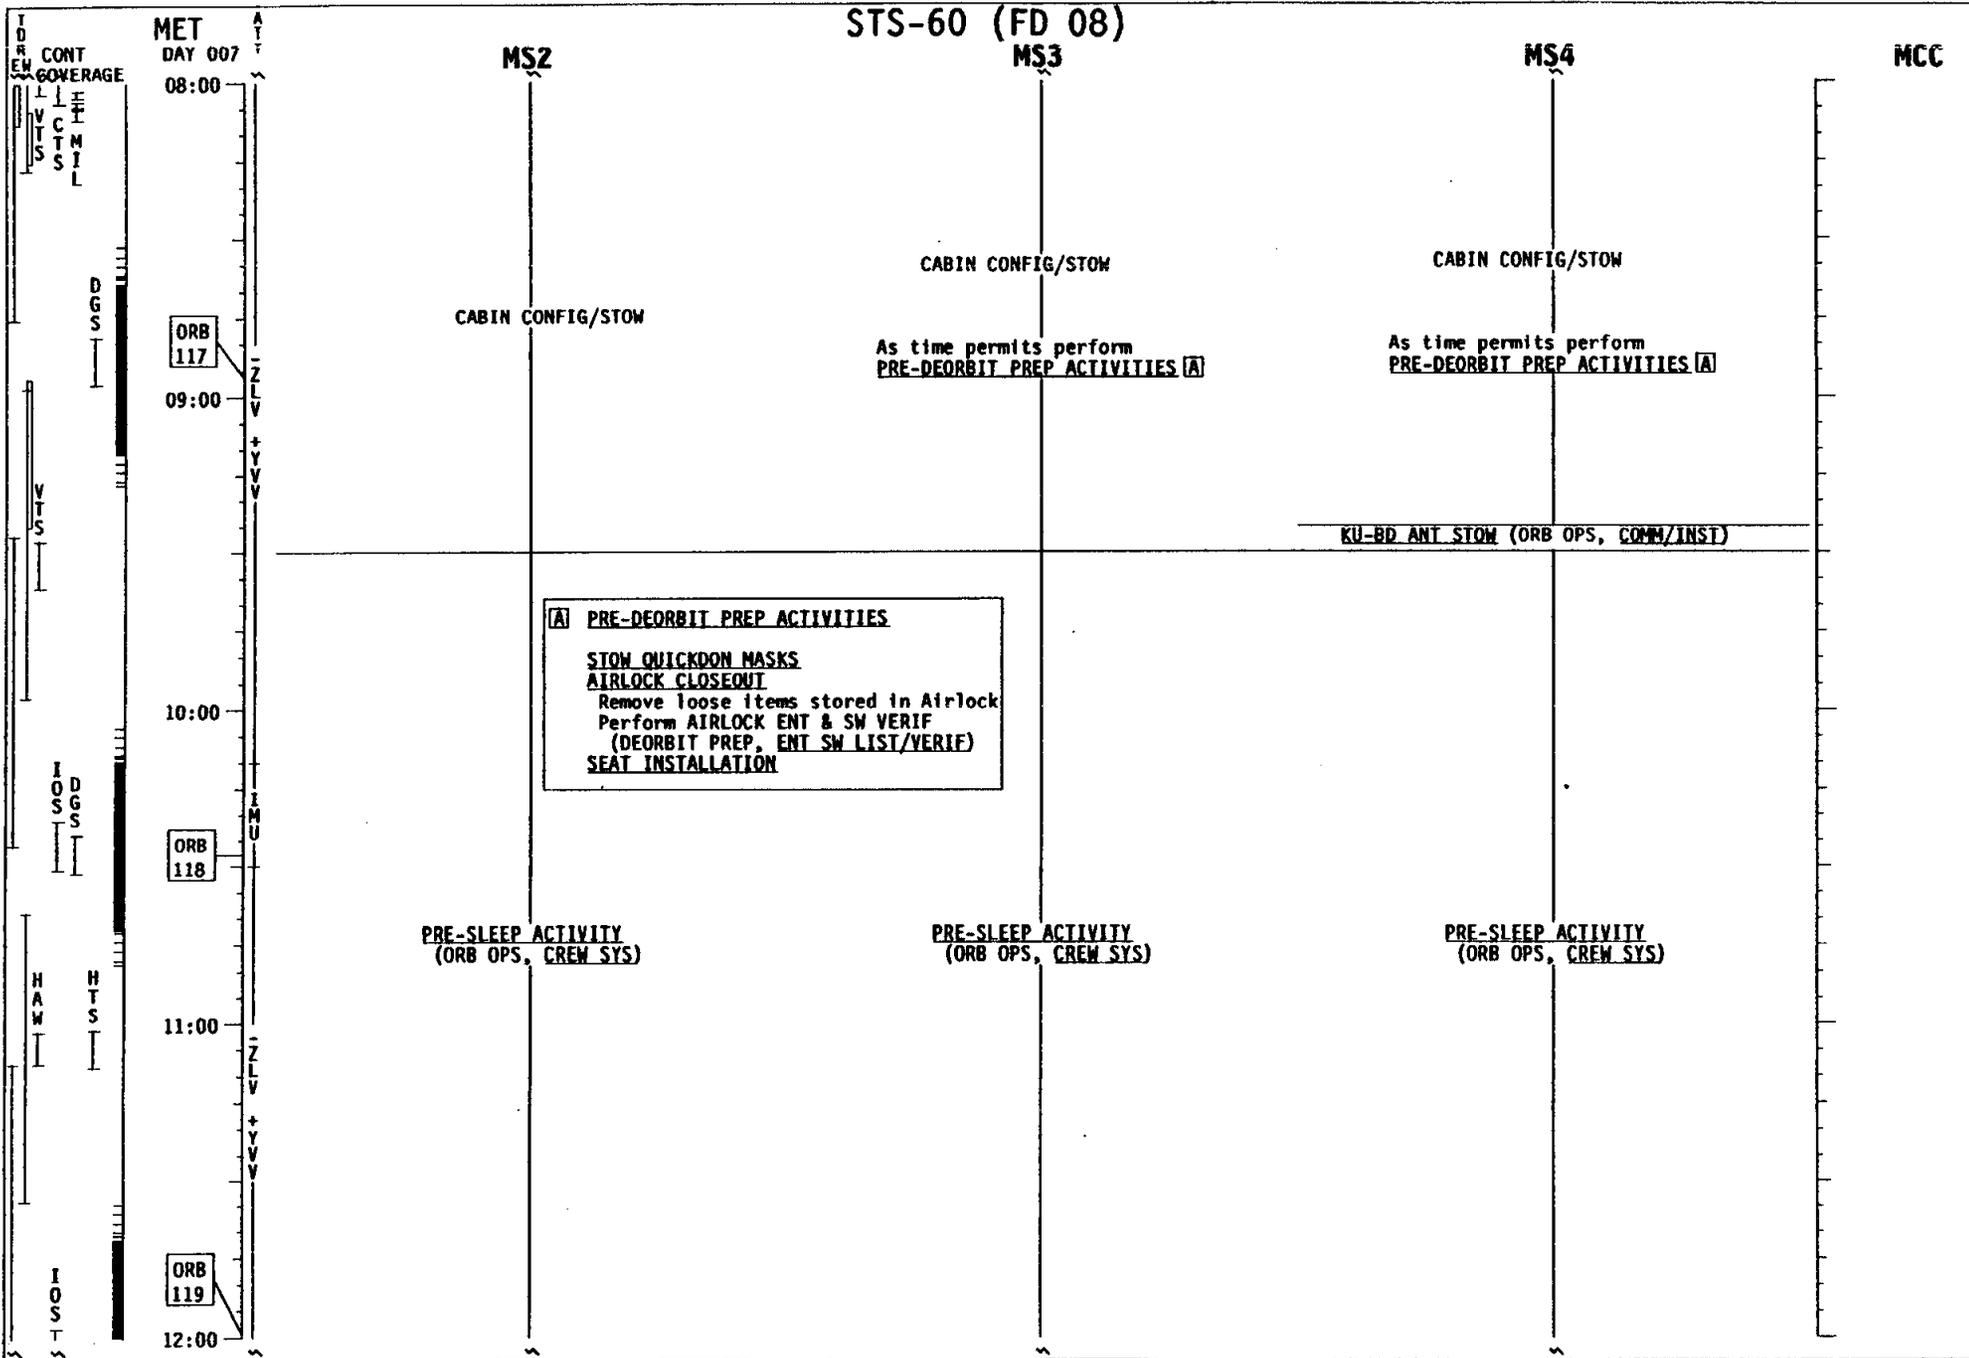 STS-60 (FD 08)
TDRE W
CONT
COVERAGE
MET
DAY 007
ATT
MS2
MS3
MS4
MCC
08:00
VTS
CTS
MIL
CABIN CONFIG/STOW
CABIN CONFIG/STOW
DGS
CABIN CONFIG/STOW
ORB
117
As time permits perform
PRE-DEORBIT PREP ACTIVITIES A
As time permits perform
PRE-DEORBIT PREP ACTIVITIES A
-ZLV +YVV
09:00
VTS
KU-BD ANT STOW (ORB OPS, COMM/INST)
A PRE-DEORBIT PREP ACTIVITIES
STOW QUICKDON MASKS
AIRLOCK CLOSEOUT
Remove loose items stored in Airlock
Perform AIRLOCK ENT & SW VERIF
(DEORBIT PREP, ENT SW LIST/VERIF)
SEAT INSTALLATION
10:00
IOS
DGS
IMU
ORB
118
PRE-SLEEP ACTIVITY
(ORB OPS, CREW SYS)
PRE-SLEEP ACTIVITY
(ORB OPS, CREW SYS)
PRE-SLEEP ACTIVITY
(ORB OPS, CREW SYS)
HAW
HTS
11:00
-ZLV +YVV
ORB
119
IOS
12:00